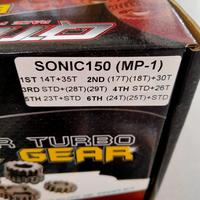 SONIC150 (MP-1)
1ST 14T+35T 2ND (17T)(18T)+30T
3RD STD+(28T)(29T) 4TH STD+26T
5TH 23T+STD 6TH (24T)(25T)+STD
R TURBO
GEAR